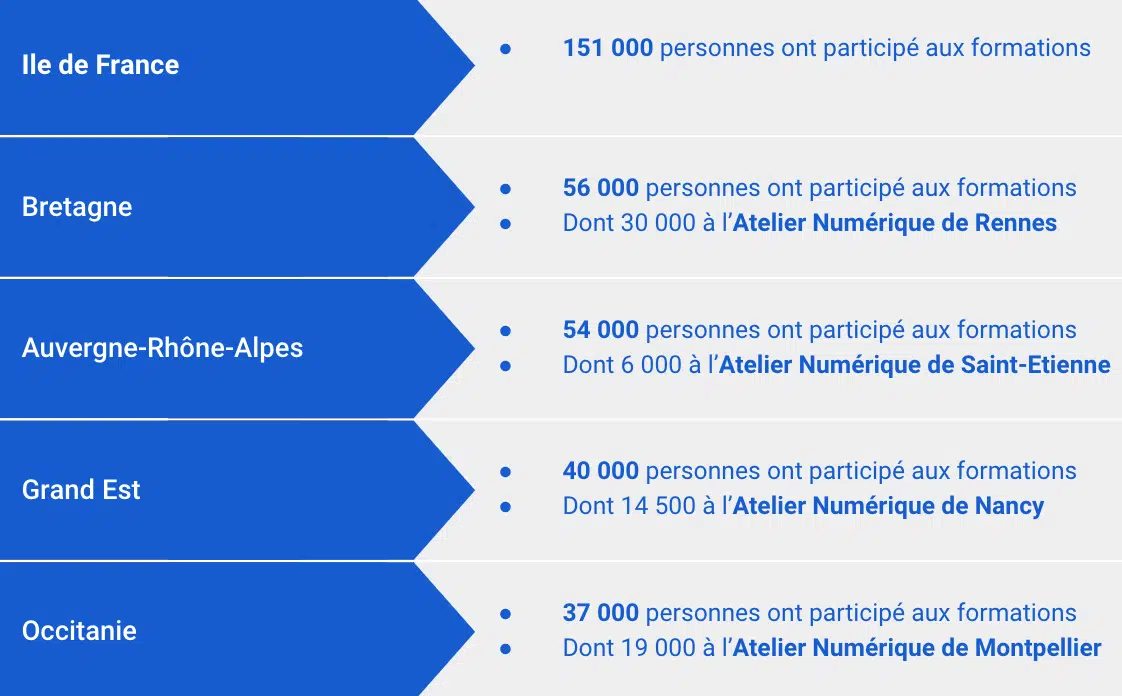 Ile de France
151 000 personnes ont participé aux formations
Bretagne
56 000 personnes ont participé aux formations
Dont 30 000 à l’Atelier Numérique de Rennes
Auvergne-Rhône-Alpes
54 000 personnes ont participé aux formations
Dont 6 000 à l’Atelier Numérique de Saint-Etienne
Grand Est
40 000 personnes ont participé aux formations
Dont 14 500 à l’Atelier Numérique de Nancy
Occitanie
37 000 personnes ont participé aux formations
Dont 19 000 à l’Atelier Numérique de Montpellier